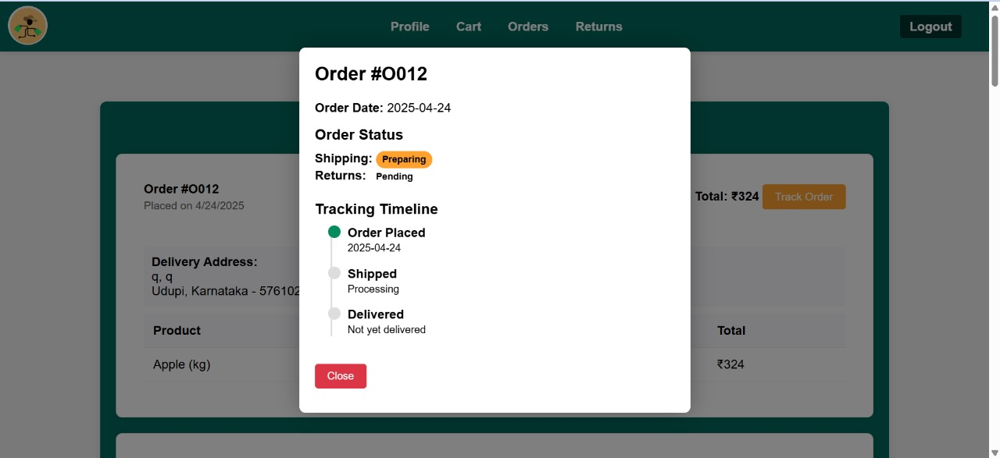 Profile Cart Orders Returns Logout
Order #O012
Order Date: 2025-04-24
Order Status
Shipping: Preparing
Returns: Pending
Tracking Timeline
Order Placed
2025-04-24
Shipped
Processing
Delivered
Not yet delivered
Close
Order #O012
Placed on 4/24/2025
Total: ₹324 Track Order
Delivery Address:
q, q
Udupi, Karnataka - 576102
Product Total
Apple (kg) ₹324